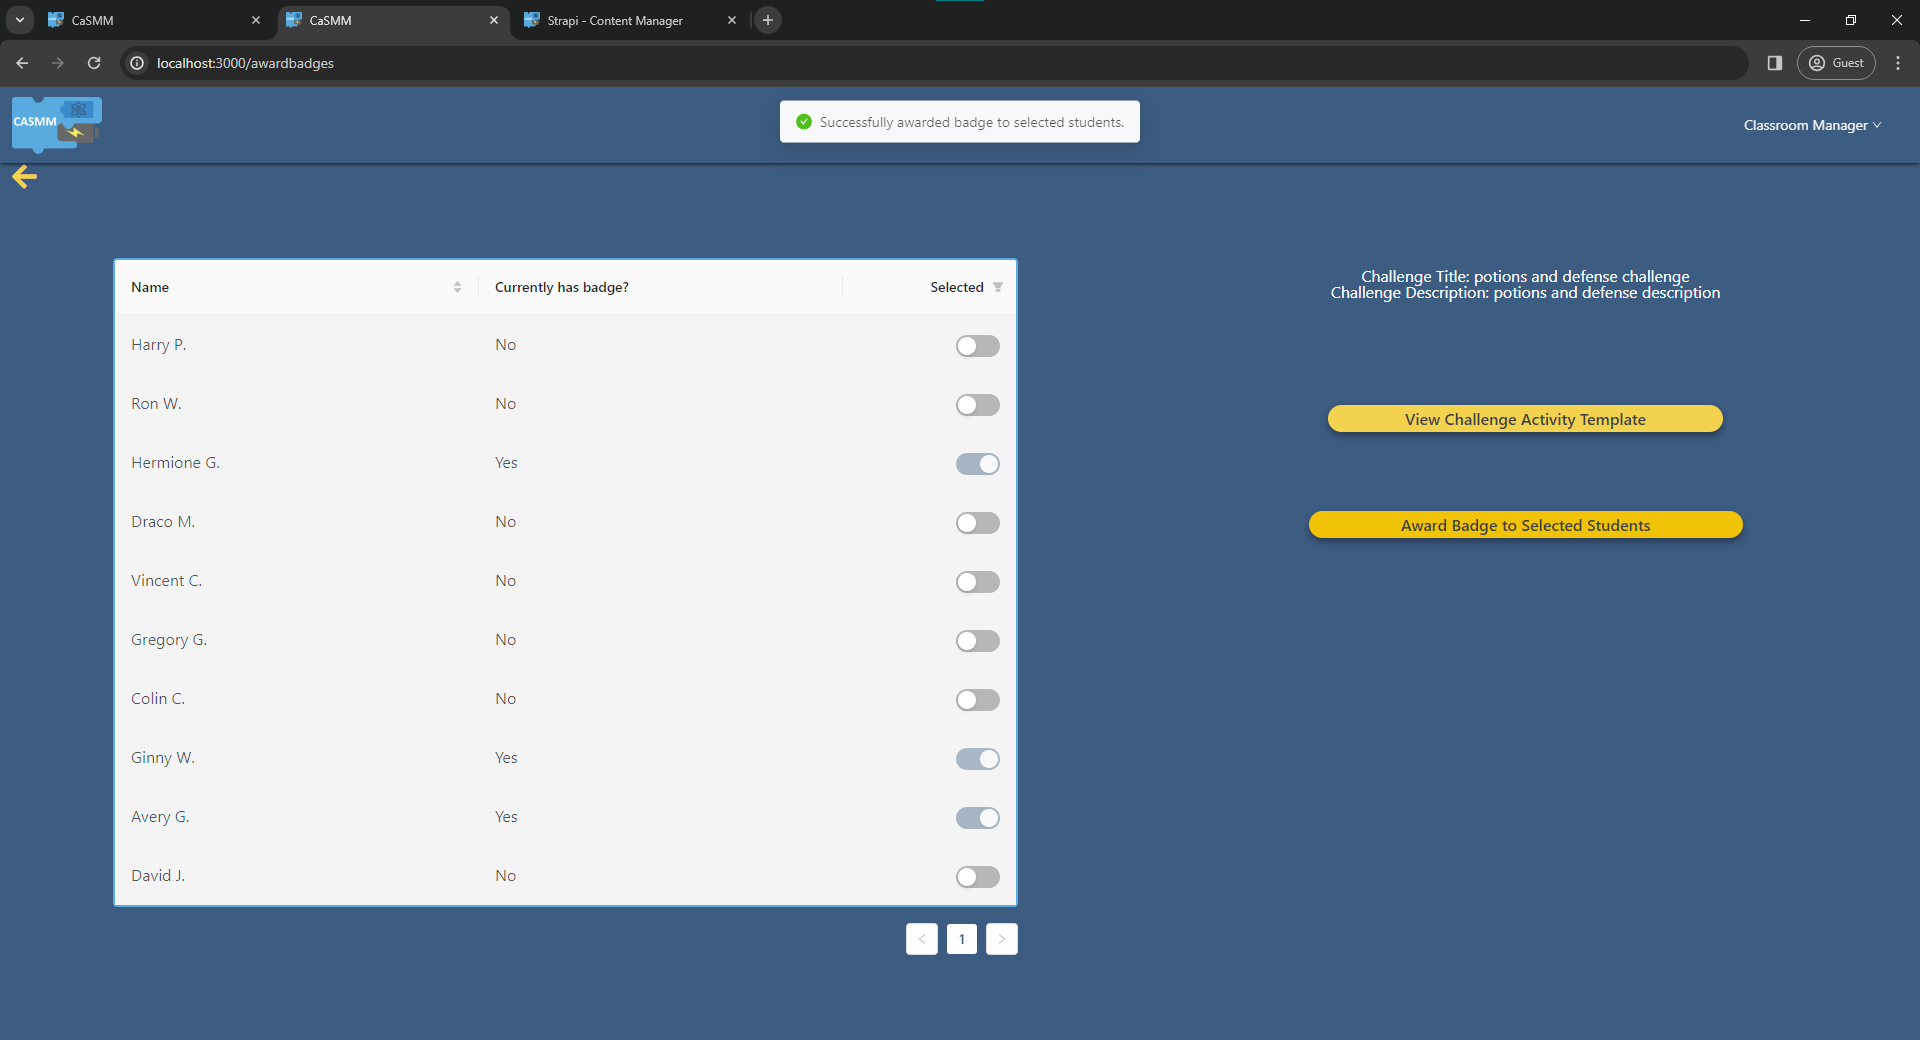 CaSMM
CaSMM
Strapi - Content Manager
localhost:3000/awardbadges
Guest
CASMM
Successfully awarded badge to selected students.
Classroom Manager
Name Currently has badge? Selected
Harry P. No
Ron W. No
Hermione G. Yes
Draco M. No
Vincent C. No
Gregory G. No
Colin C. No
Ginny W. Yes
Avery G. Yes
David J. No
1
Challenge Title: potions and defense challenge
Challenge Description: potions and defense description
View Challenge Activity Template
Award Badge to Selected Students